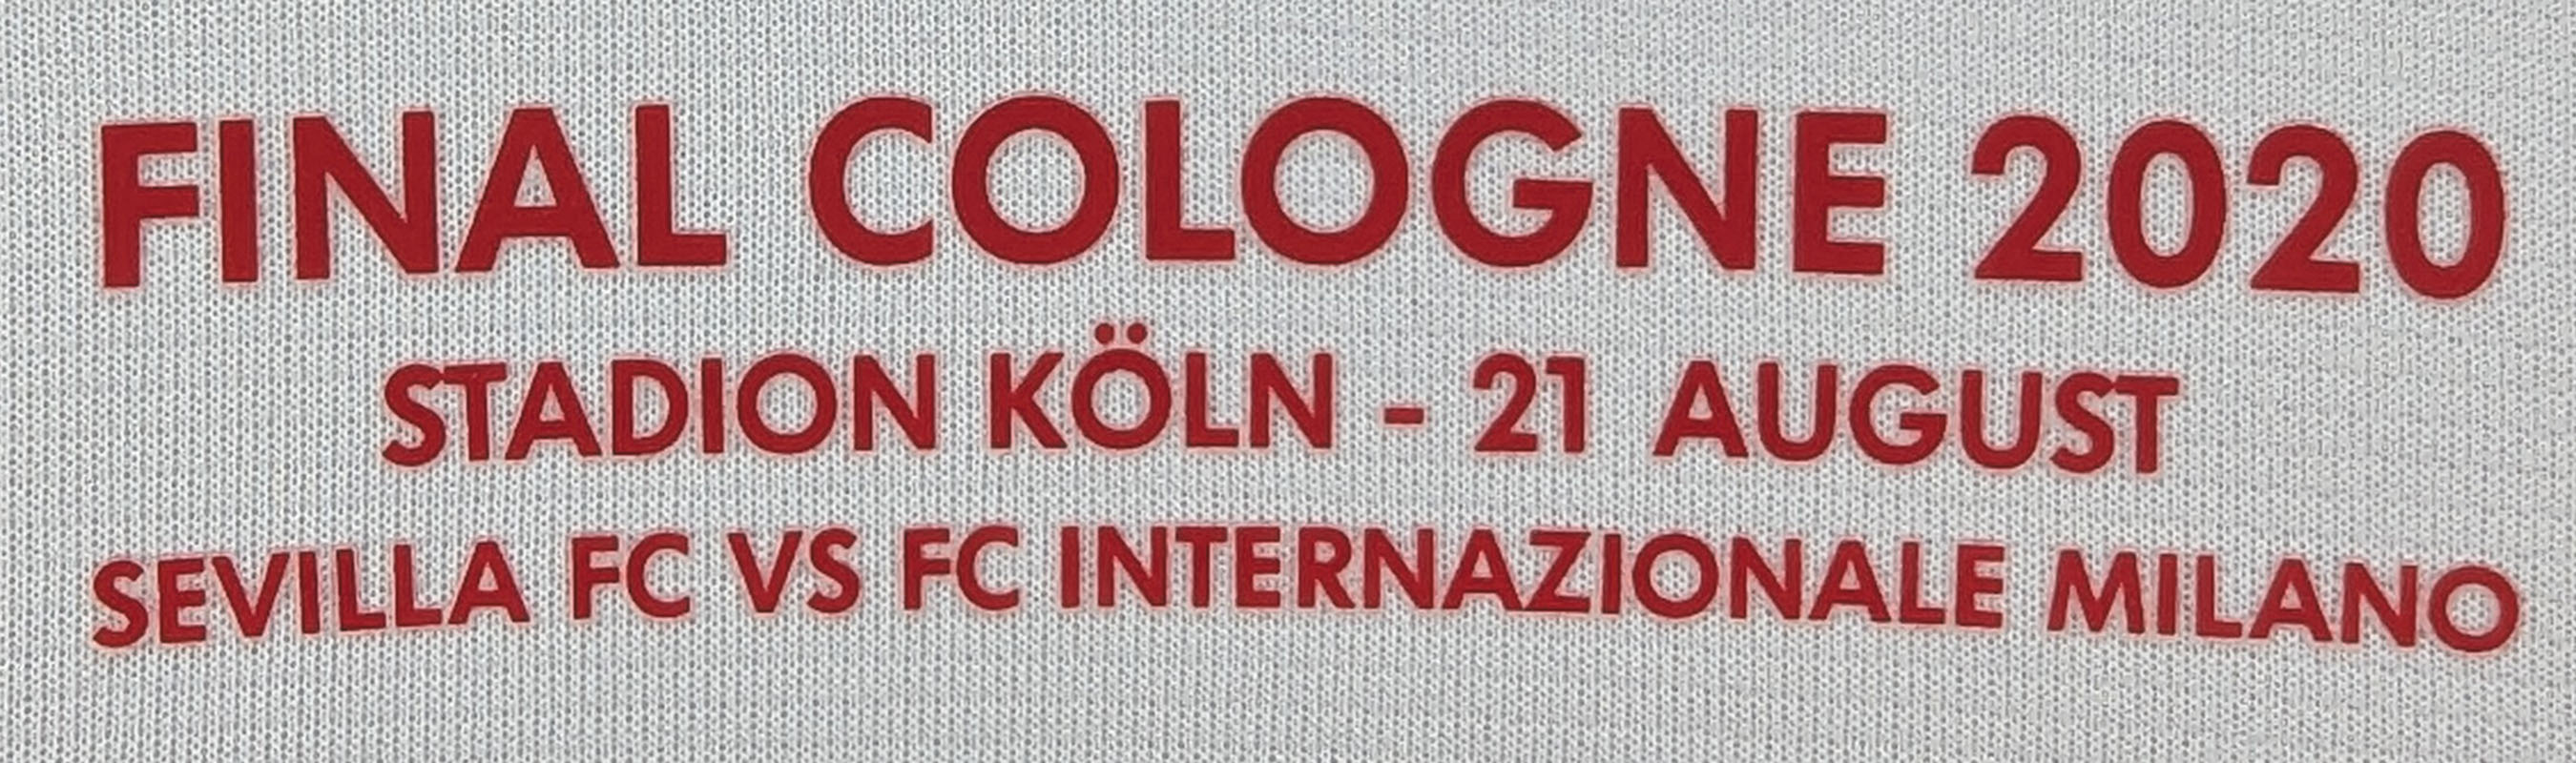 FINAL COLOGNE 2020
STADION KÖLN - 21 AUGUST
SEVILLA FC VS FC INTERNAZIONALE MILANO